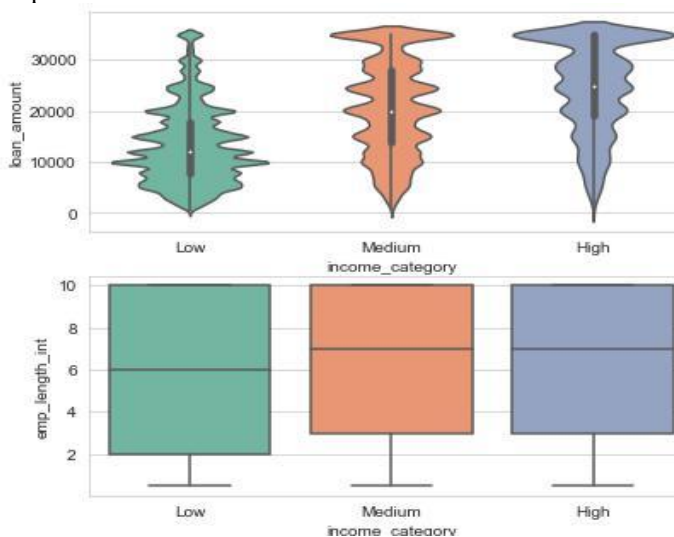 30000
20000
10000
0
loan_amount
Low Medium High
income_category
10
8
6
4
2
emp_length_int
Low Medium High
income_category